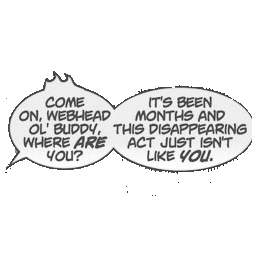 COME
ON, WEBHEAD
OL' BUDDY,
WHERE ARE
YOU?
IT'S BEEN
MONTHS AND
THIS DISAPPEARING
ACT JUST ISN'T
LIKE YOU.